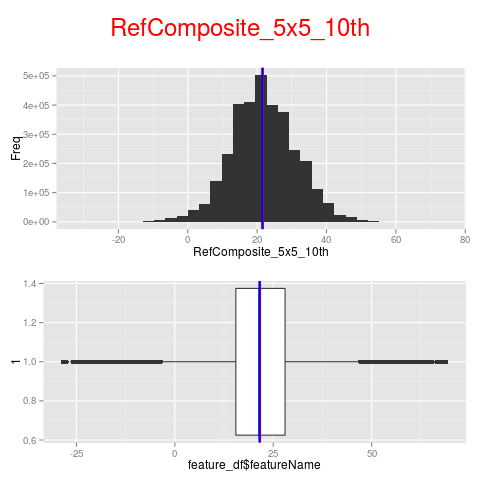 RefComposite_5x5_10th
5e+05
4e+05
3e+05
2e+05
1e+05
0e+00
Freq
-20 0 20 40 60 80
RefComposite_5x5_10th
1.4
1.2
1.0
0.8
0.6
1
-25 0 25 50
feature_df$featureName